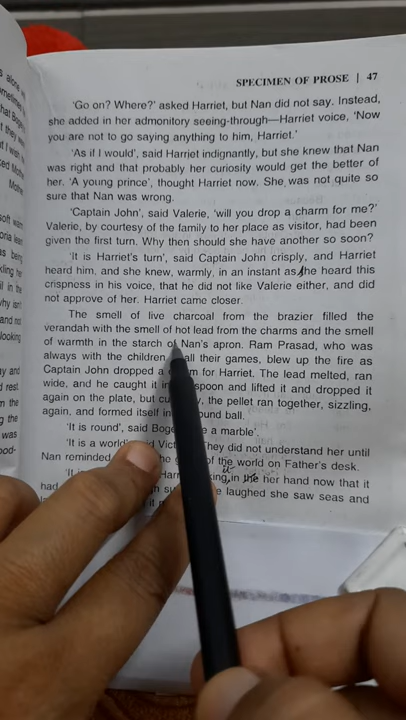 SPECIMEN OF PROSE | 47
'Go on? Where?' asked Harriet, but Nan did not say. Instead,
she added in her admonitory seeing-through—Harriet voice, 'Now
you are not to go saying anything to him, Harriet.'
'As if I would', said Harriet indignantly, but she knew that Nan
was right and that probably her curiosity would get the better of
her. 'A young prince', thought Harriet now. She was not quite so
sure that Nan was wrong.
'Captain John', said Valerie, 'will you drop a charm for me?'
Valerie, by courtesy of the family to her place as visitor, had been
given the first turn. Why then should she have another so soon?
'It is Harriet's turn', said Captain John crisply, and Harriet
heard him, and she knew, warmly, in an instant as she heard this
crispness in his voice, that he did not like Valerie either, and did
not approve of her. Harriet came closer.
The smell of live charcoal from the brazier filled the
verandah with the smell of hot lead from the charms and the smell
of warmth in the starch of Nan's apron. Ram Prasad, who was
always with the children all their games, blew up the fire as
Captain John dropped a for Harriet. The lead melted, ran
wide, and he caught it in spoon and lifted it and dropped it
again on the plate, but the pellet ran together, sizzling,
again, and formed itself in ball.
'It is round', said a marble'.
'It is a world' They did not understand her until
Nan reminded of the world on Father's desk.
in the her hand now that it
had laughed she saw seas and